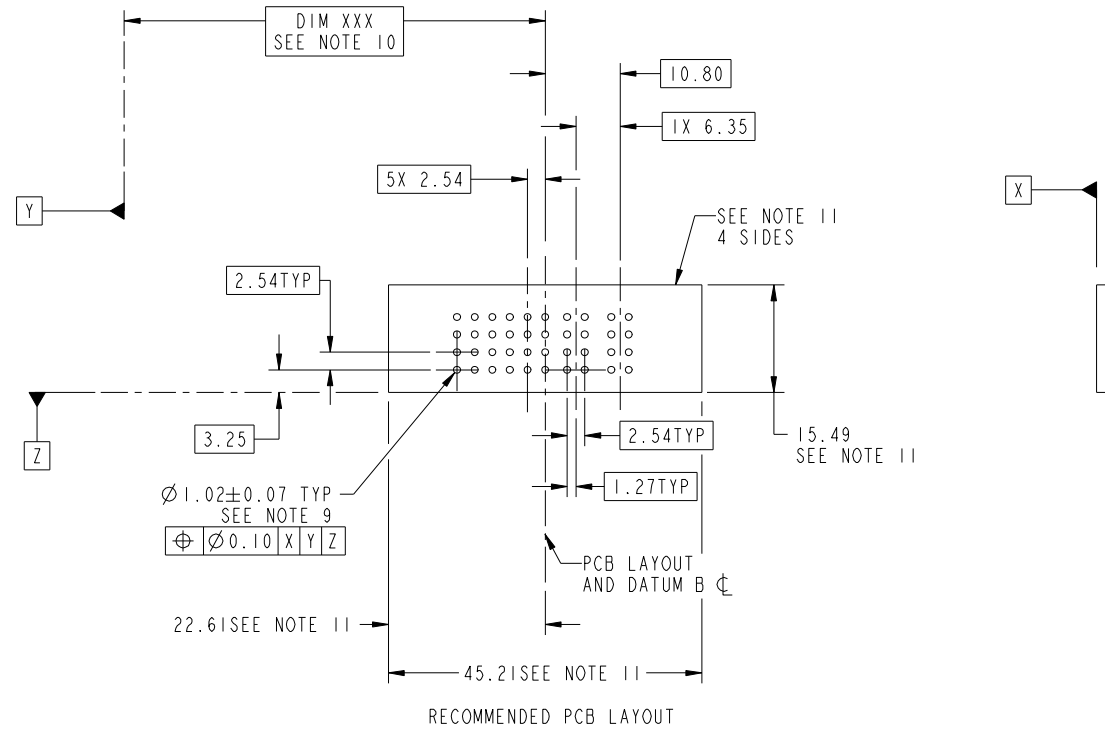 DIM XXX
SEE NOTE 10
10.80
1X 6.35
5X 2.54
Y
X
SEE NOTE 11
4 SIDES
2.54TYP
3.25
Z
2.54TYP
15.49
SEE NOTE 11
1.27TYP
Ø1.02±0.07 TYP
SEE NOTE 9
⌖ Ø0.10 X Y Z
PCB LAYOUT
AND DATUM B ℄
22.61SEE NOTE 11
45.21SEE NOTE 11
RECOMMENDED PCB LAYOUT